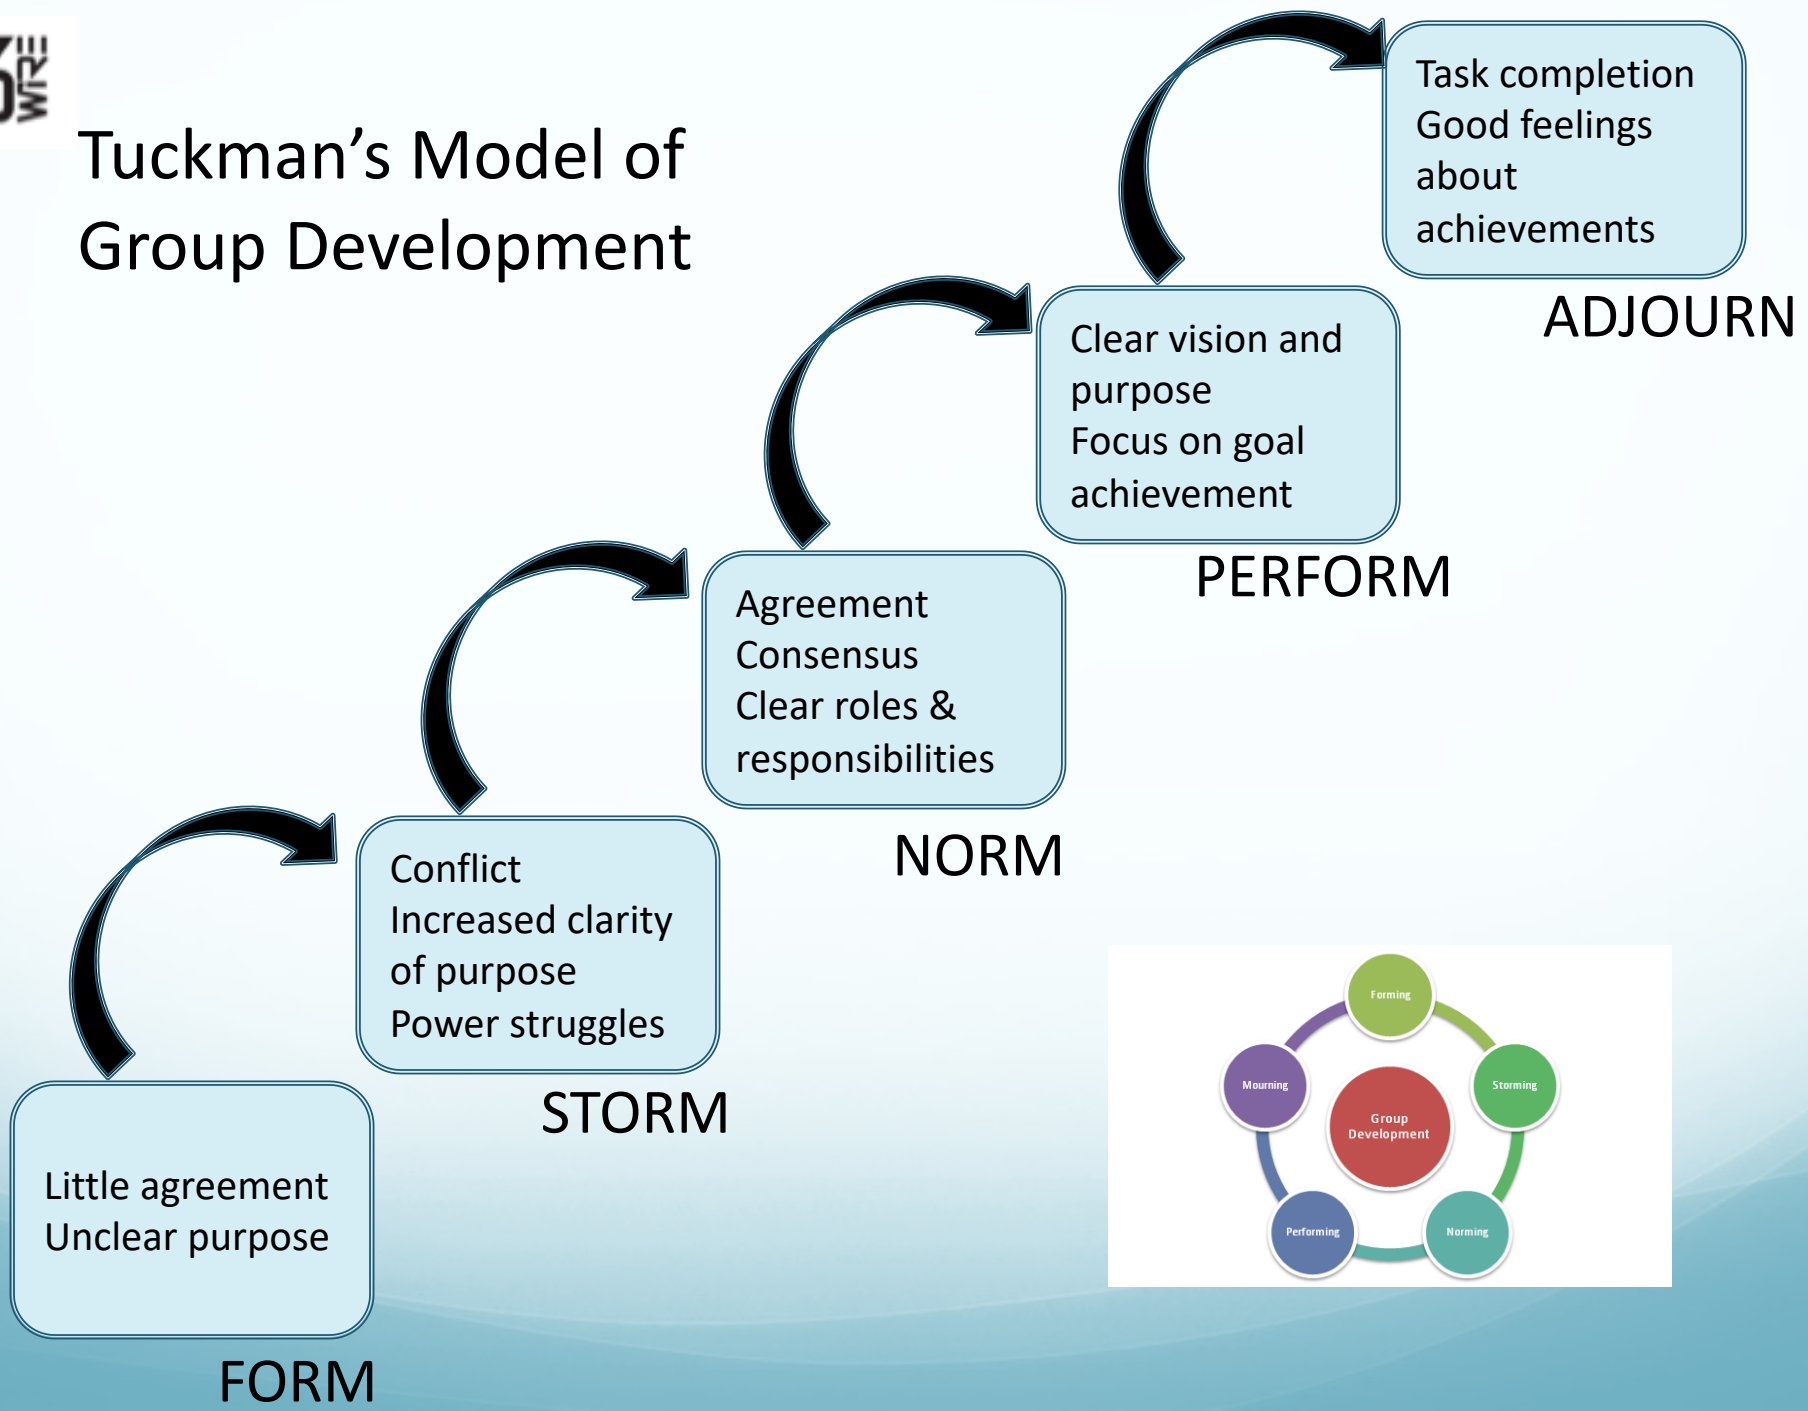 WIRE
Tuckman’s Model of
Group Development
Task completion
Good feelings
about
achievements
ADJOURN
Clear vision and
purpose
Focus on goal
achievement
PERFORM
Agreement
Consensus
Clear roles &
responsibilities
NORM
Conflict
Increased clarity
of purpose
Power struggles
STORM
Little agreement
Unclear purpose
FORM
Forming
Storming
Norming
Performing
Mourning
Group
Development